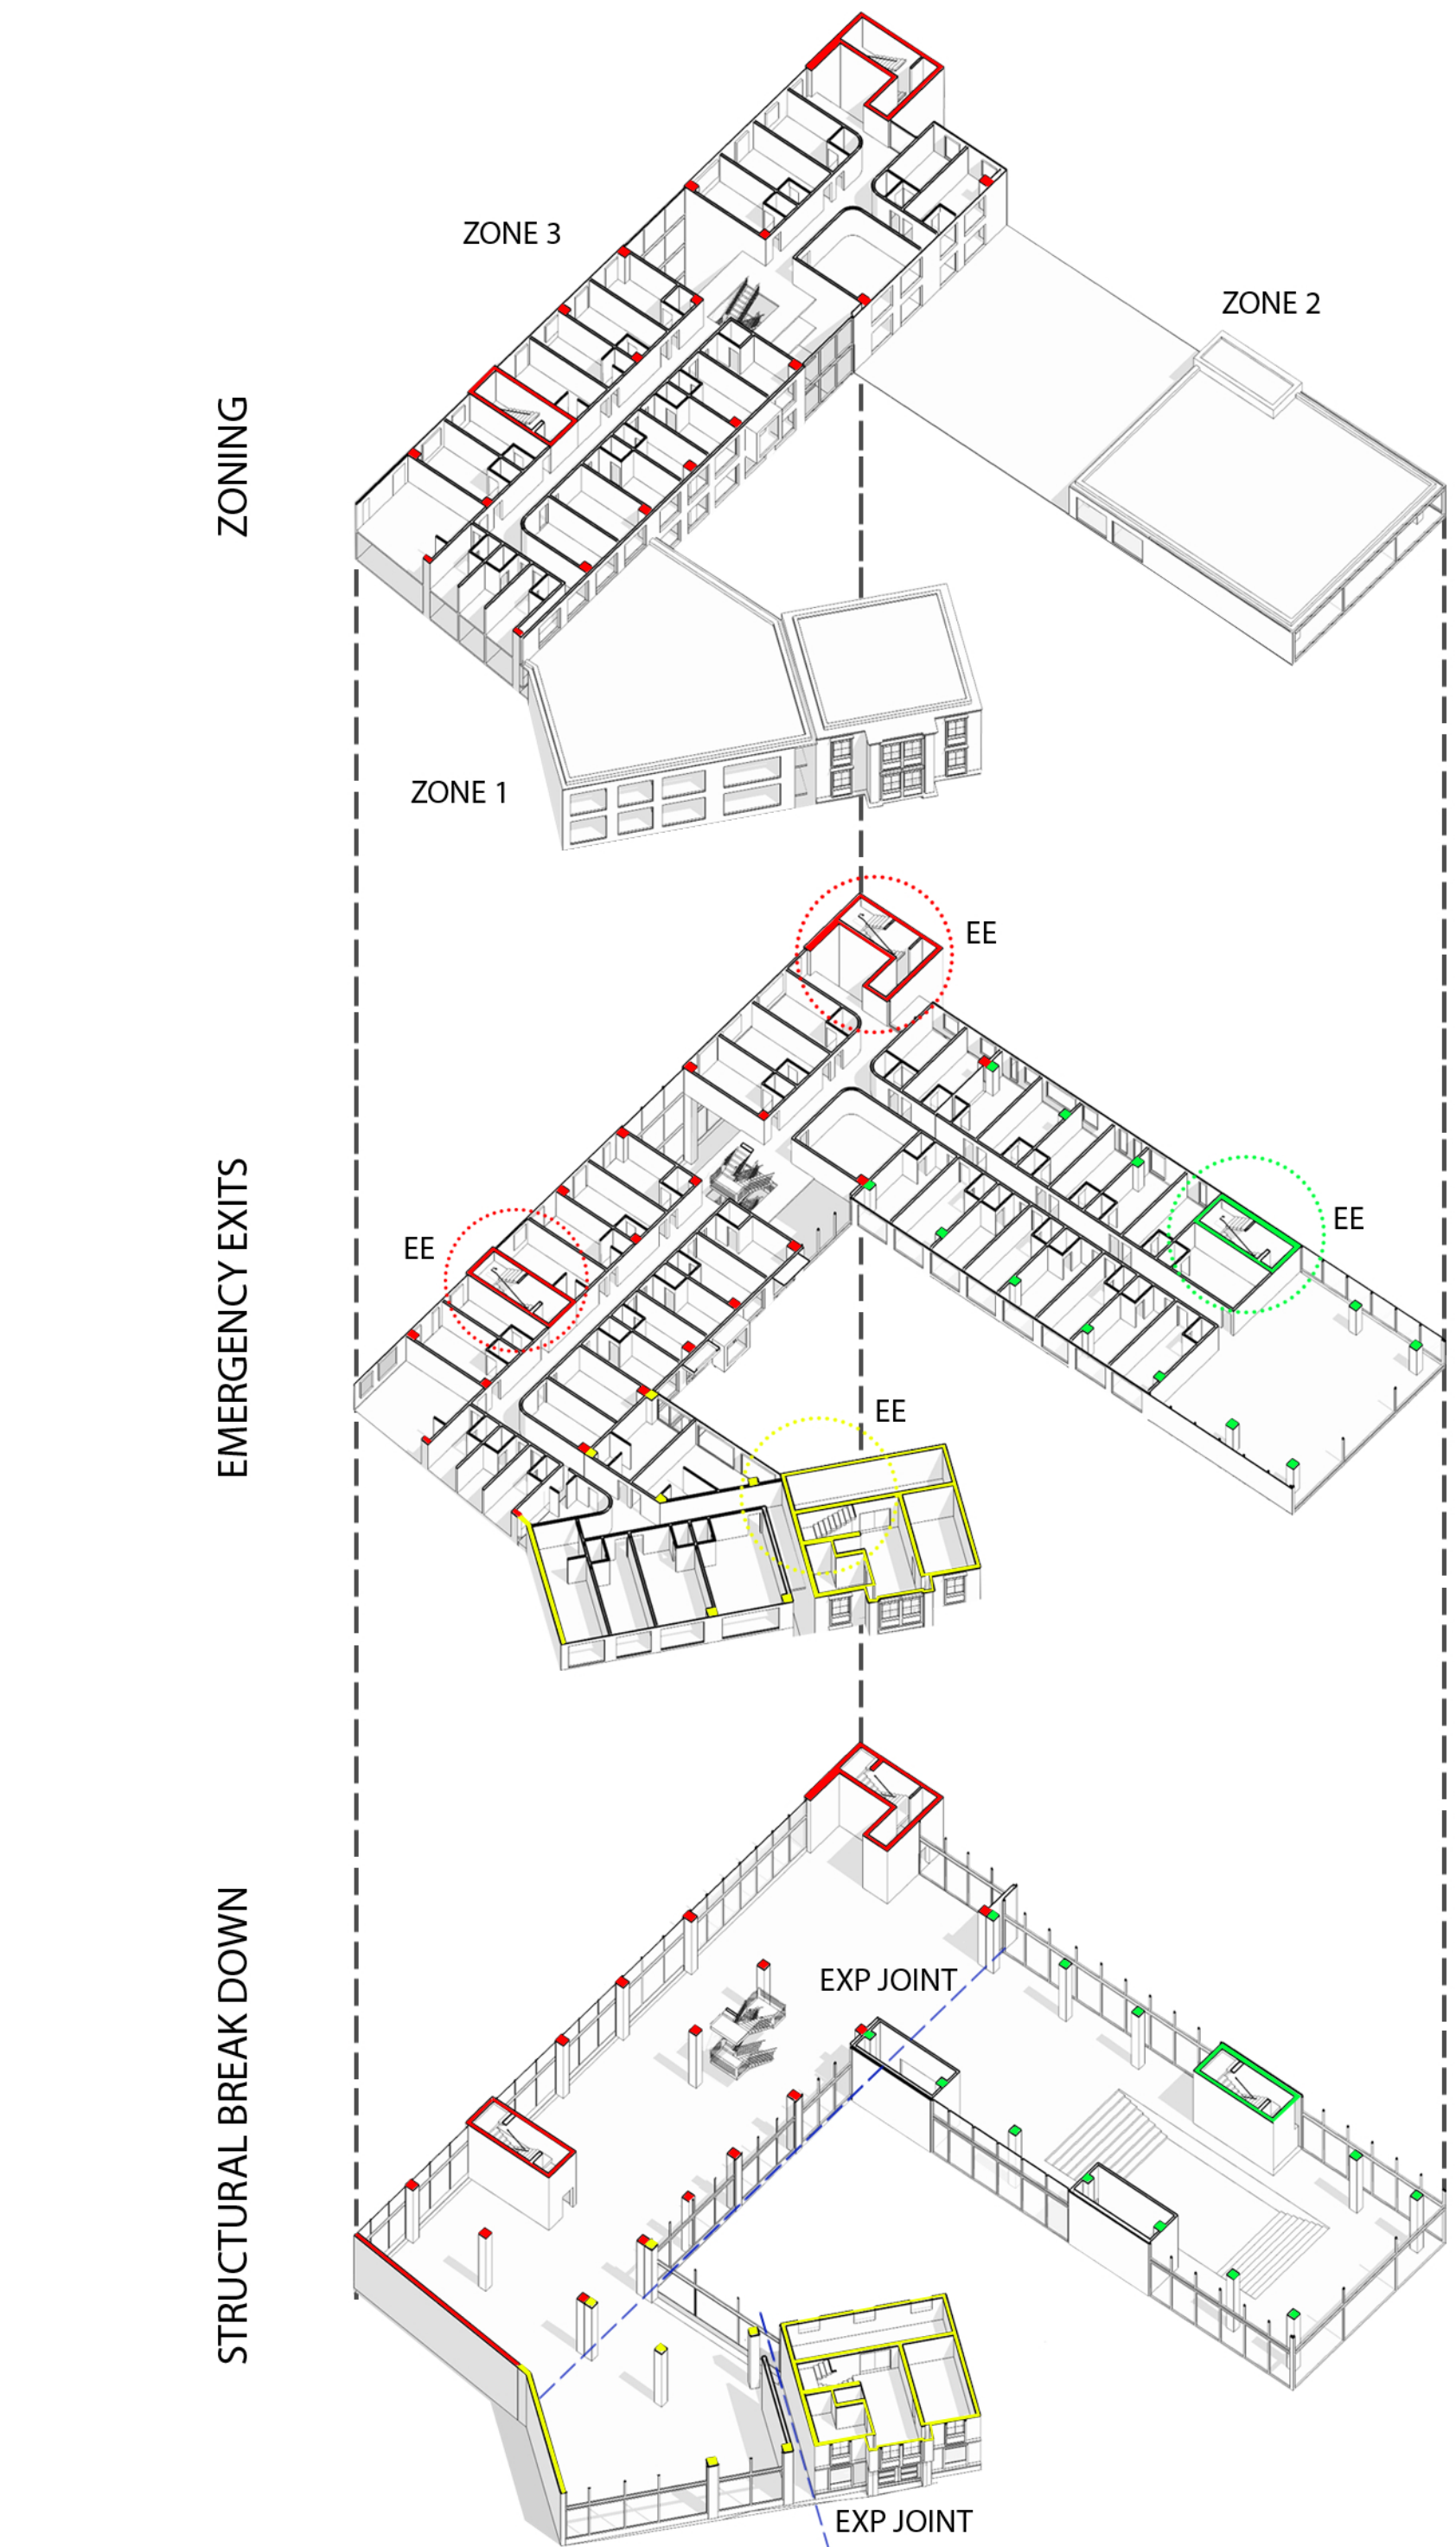 ZONING
ZONE 3
ZONE 2
ZONE 1
EMERGENCY EXITS
EE
EE
EE
EE
STRUCTURAL BREAK DOWN
EXP JOINT
EXP JOINT